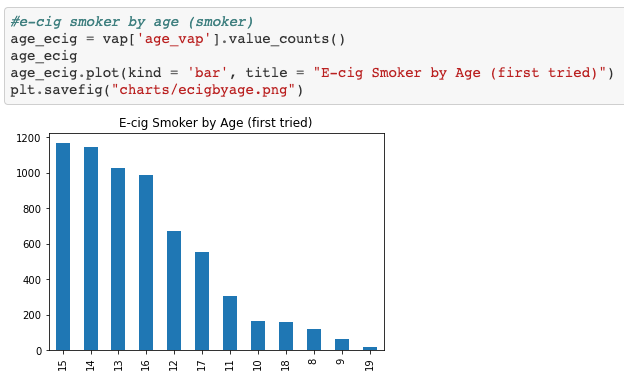 #e-cig smoker by age (smoker)
age_ecig = vap['age_vap'].value_counts()
age_ecig
age_ecig.plot(kind = 'bar', title = "E-cig Smoker by Age (first tried)")
plt.savefig("charts/ecigbyage.png")
E-cig Smoker by Age (first tried)
1200
1000
800
600
400
200
0
15 14 13 16 12 17 11 10 18 8 9 19